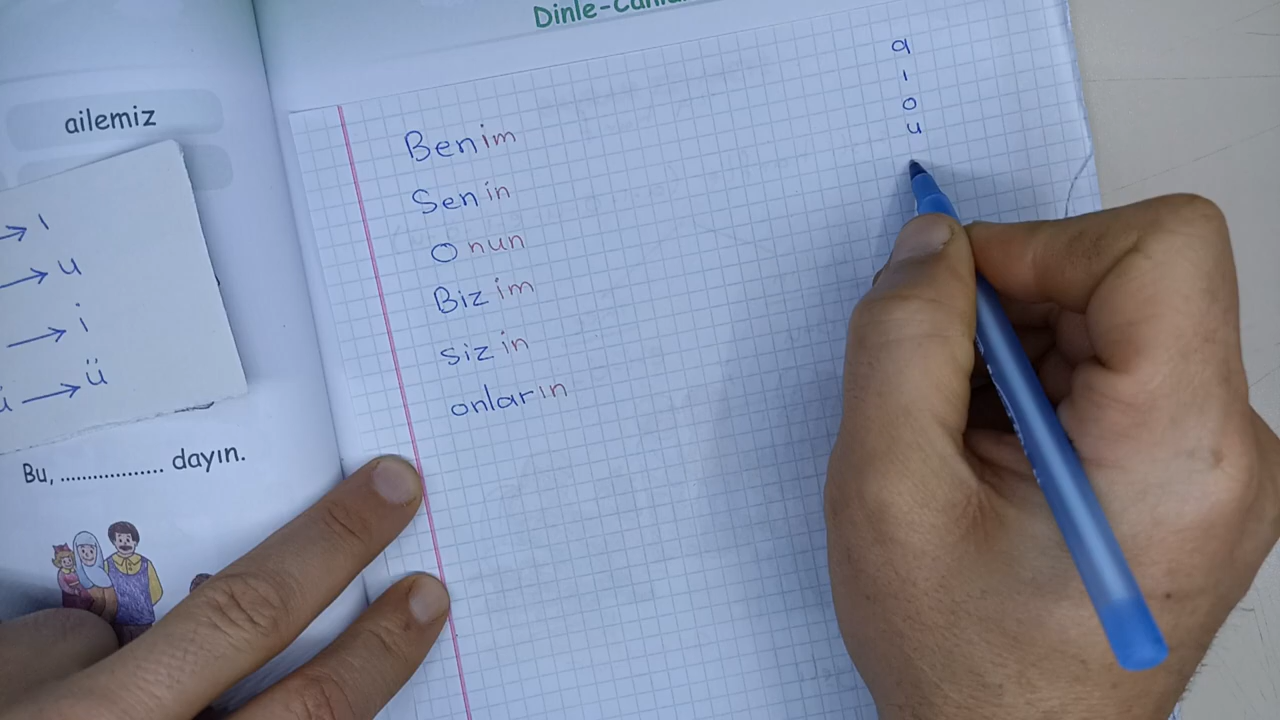 Dinle-
ailemiz
→ ı
→ u
→ i
→ ü
Bu, ................ dayın.
Benim
Senin
Onun
Bizim
sizin
onların
a
ı
o
u